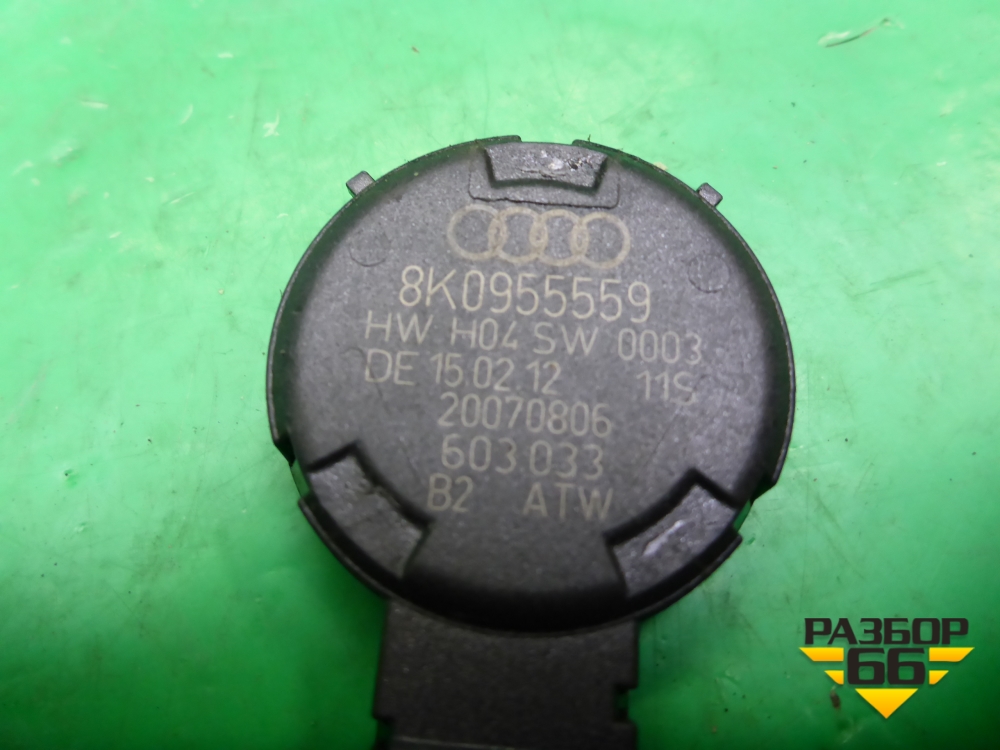 8K0955559
HW H04 SW 0003
DE 15.02.12 11S
20070806
603.033
B2 ATW
РАЗБОР
66